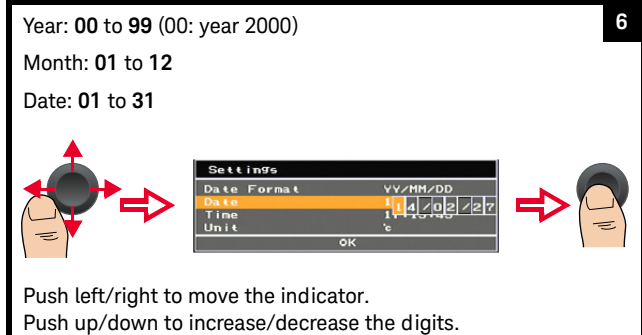 Year: 00 to 99 (00: year 2000)
6
Month: 01 to 12
Date: 01 to 31
Settings
Date Format YY/MM/DD
Date 14/02/27
Time
Unit °c
OK
Push left/right to move the indicator.
Push up/down to increase/decrease the digits.